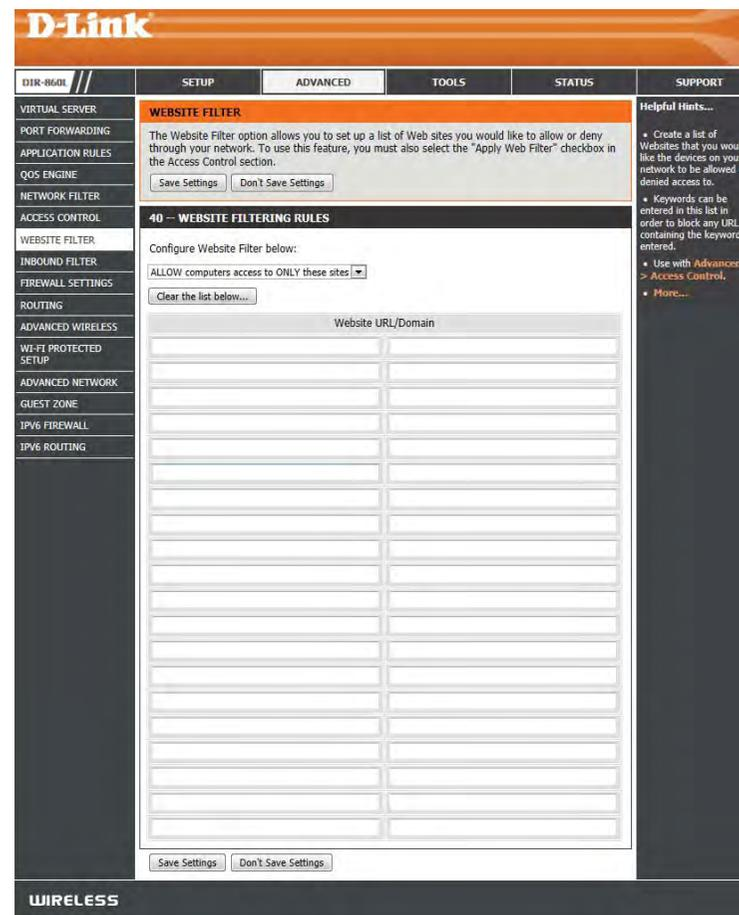 D-Link
DIR-860L
SETUP
ADVANCED
TOOLS
STATUS
SUPPORT
VIRTUAL SERVER
PORT FORWARDING
APPLICATION RULES
QOS ENGINE
NETWORK FILTER
ACCESS CONTROL
WEBSITE FILTER
INBOUND FILTER
FIREWALL SETTINGS
ROUTING
ADVANCED WIRELESS
WI-FI PROTECTED
SETUP
ADVANCED NETWORK
GUEST ZONE
IPV6 FIREWALL
IPV6 ROUTING
WEBSITE FILTER
The Website Filter option allows you to set up a list of Web sites you would like to allow or deny
through your network. To use this feature, you must also select the "Apply Web Filter" checkbox in
the Access Control section.
Save Settings Don't Save Settings
40 -- WEBSITE FILTERING RULES
Configure Website Filter below:
ALLOW computers access to ONLY these sites
Clear the list below...
Website URL/Domain
Save Settings Don't Save Settings
Helpful Hints...
• Create a list of
Websites that you wou
like the devices on you
network to be allowed
denied access to.
• Keywords can be
entered in this list in
order to block any URL
containing the keyword
entered.
• Use with Advanced
> Access Control.
• More...
WIRELESS